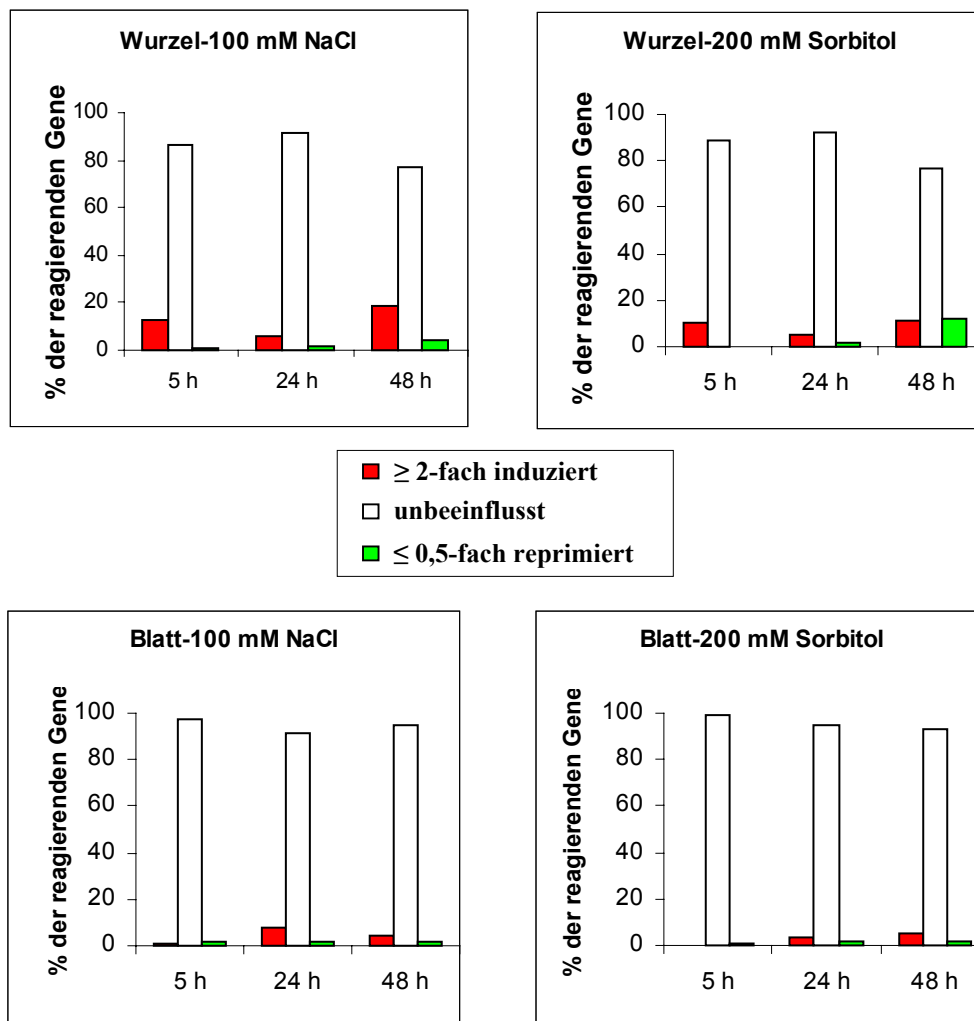 Wurzel-100 mM NaCl
% der reagierenden Gene
100
80
60
40
20
0
5 h 24 h 48 h
Wurzel-200 mM Sorbitol
% der reagierenden Gene
100
80
60
40
20
0
5 h 24 h 48 h
≥ 2-fach induziert
unbeeinflusst
≤ 0,5-fach reprimiert
Blatt-100 mM NaCl
% der reagierenden Gene
100
80
60
40
20
0
5 h 24 h 48 h
Blatt-200 mM Sorbitol
% der reagierenden Gene
100
80
60
40
20
0
5 h 24 h 48 h